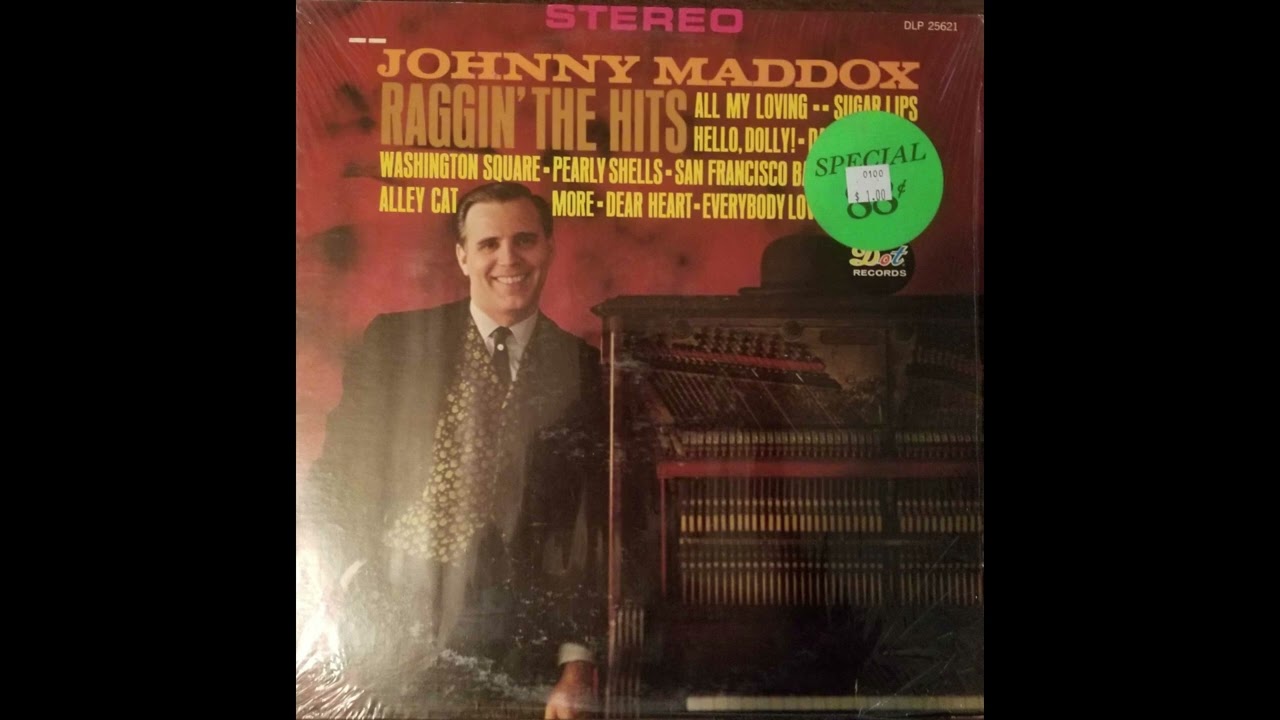 STEREO
DLP 25621
JOHNNY MADDOX
RAGGIN' THE HITS
ALL MY LOVING -- SUGAR LIPS
HELLO, DOLLY! -
WASHINGTON SQUARE - PEARLY SHELLS - SAN FRANCISCO
ALLEY CAT MORE - DEAR HEART - EVERYBODY
SPECIAL
0100
$ 1.00
88¢
Dot
RECORDS